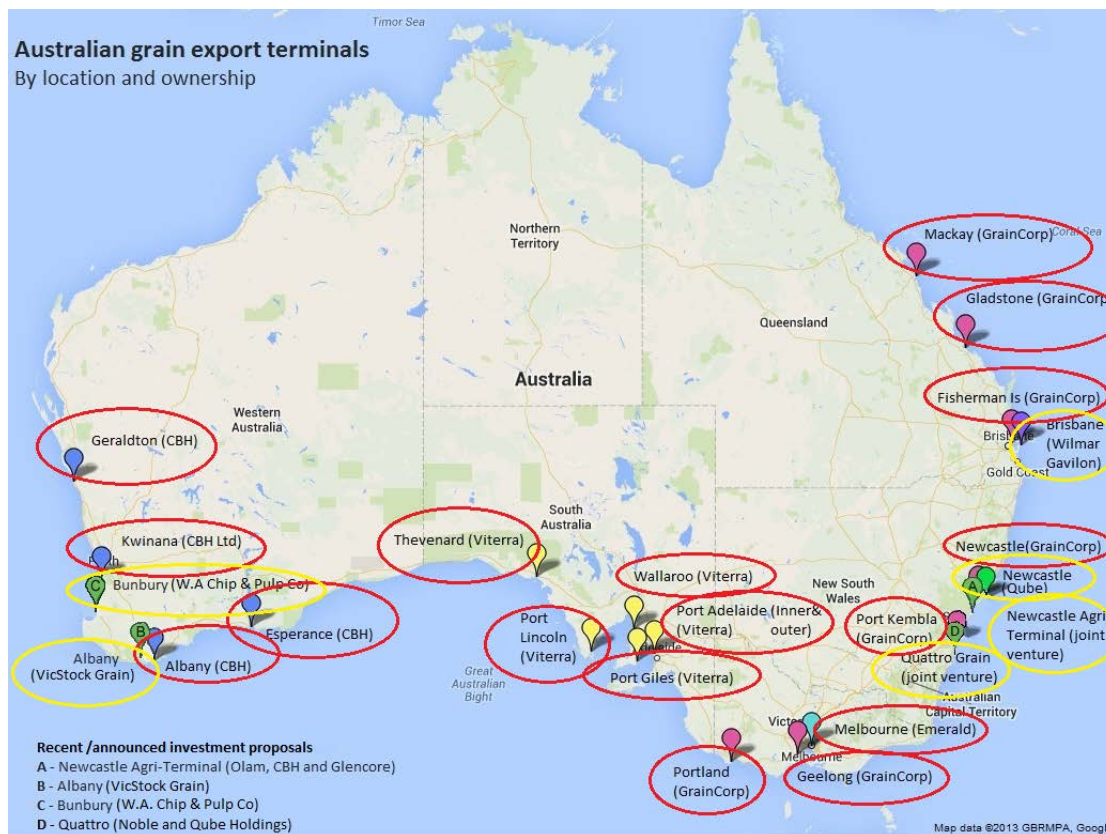 Timor Sea
Australian grain export terminals
By location and ownership
Mackay (GrainCorp)
Coral Sea
Northern
Territory
Gladstone (GrainCorp
Queensland
Australia
Fisherman Is (GrainCorp)
Western
Australia
Brisbane
Brisbane
(Wilmar
Gavilon)
Geraldton (CBH)
Gold Coast
South
Australia
Thevenard (Viterra)
Kwinana (CBH Ltd)
Newcastle(GrainCorp)
Wallaroo (Viterra)
Newcastle
(Qube)
C
Bunbury (W.A Chip & Pulp Co)
New South
Wales
A
Port Adelaide (Inner&
(Viterra) outer)
Port Kembla
(GrainCorp)
Newcastle Agri
Terminal (joint
venture)
Port
Lincoln
(Viterra)
Esperance (CBH)
B
D
Albany
(VicStock Grain)
Albany (CBH)
Quattro Grain
(joint venture)
Great
Australian
Bight
Port Giles (Viterra)
Australian
Capital Territory
Melbourne (Emerald)
Melbourne
Recent /announced investment proposals
A - Newcastle Agri-Terminal (Olam, CBH and Glencore)
B - Albany (VicStock Grain)
C - Bunbury (W.A. Chip & Pulp Co)
D - Quattro (Noble and Qube Holdings)
Portland
(GrainCorp)
Geelong (GrainCorp)
Map data ©2013 GBRMPA, Googl